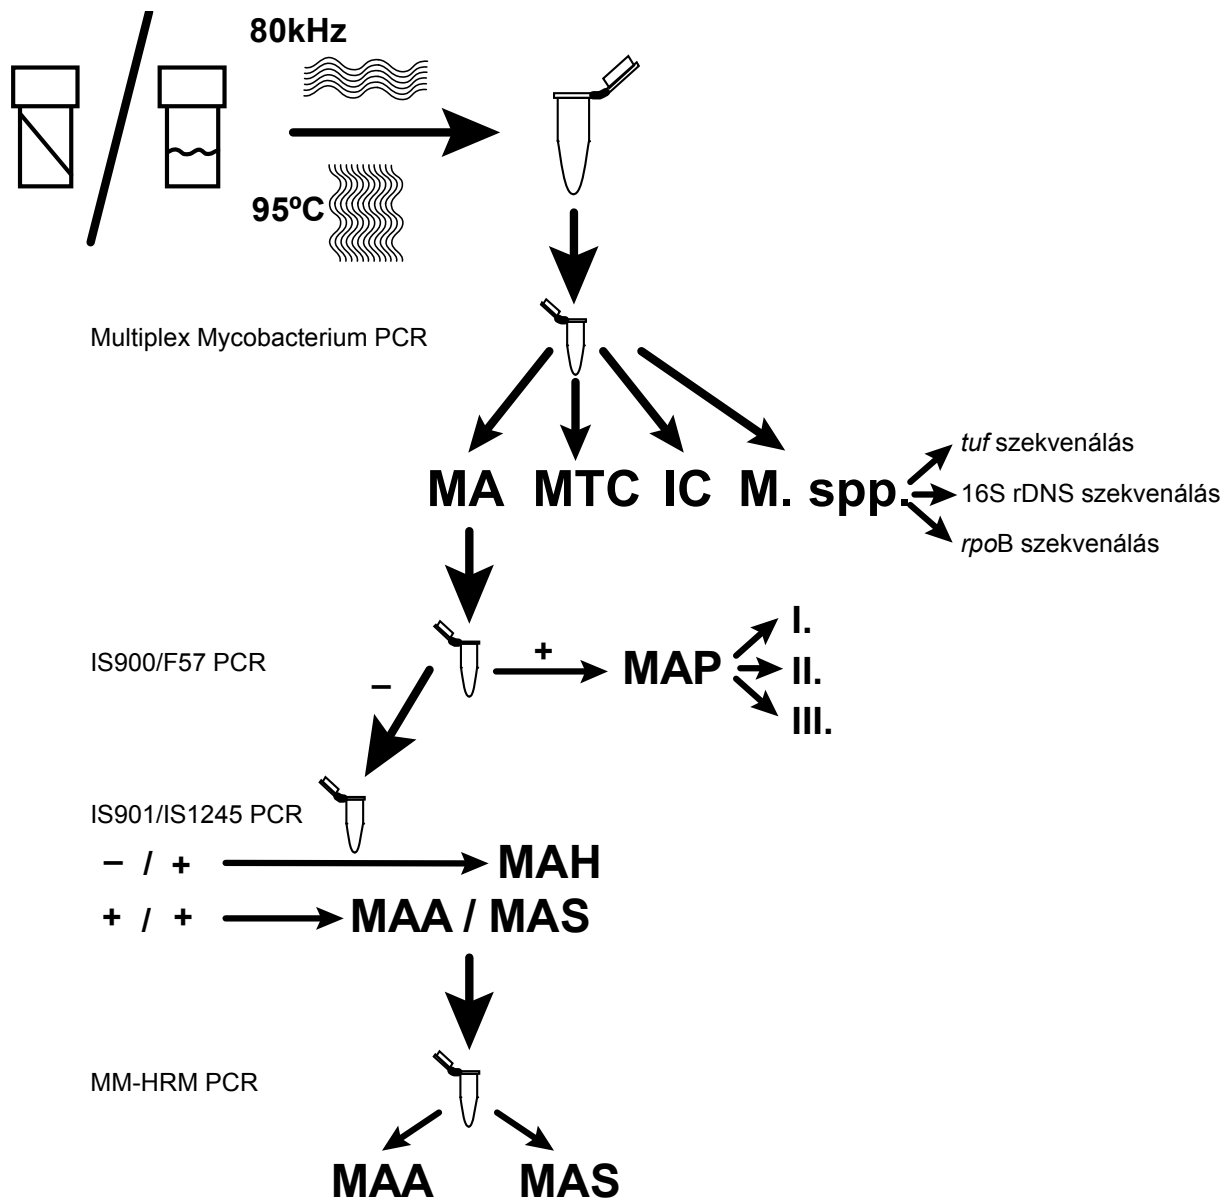 80kHz
95ºC
Multiplex Mycobacterium PCR
MA MTC IC M. spp.
tuf szekvenálás
16S rDNS szekvenálás
rpoB szekvenálás
IS900/F57 PCR
+
–
MAP
I.
II.
III.
IS901/IS1245 PCR
– / +
MAH
+ / +
MAA / MAS
MM-HRM PCR
MAA
MAS